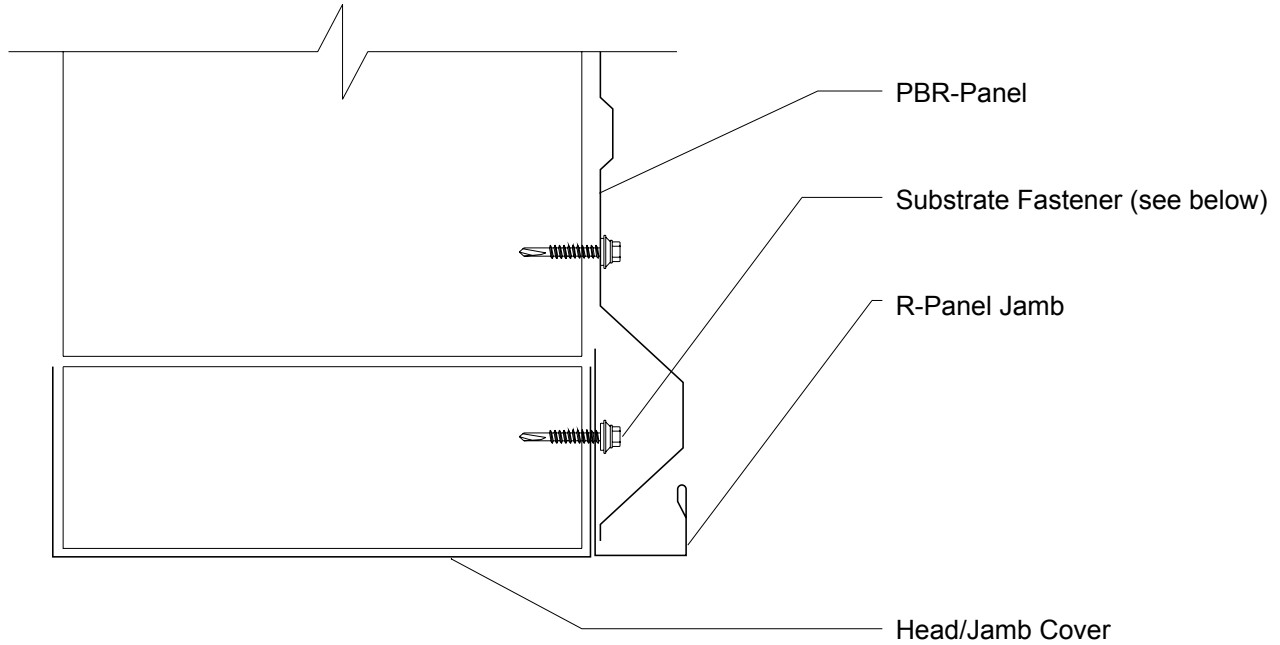 PBR-Panel
Substrate Fastener (see below)
R-Panel Jamb
Head/Jamb Cover